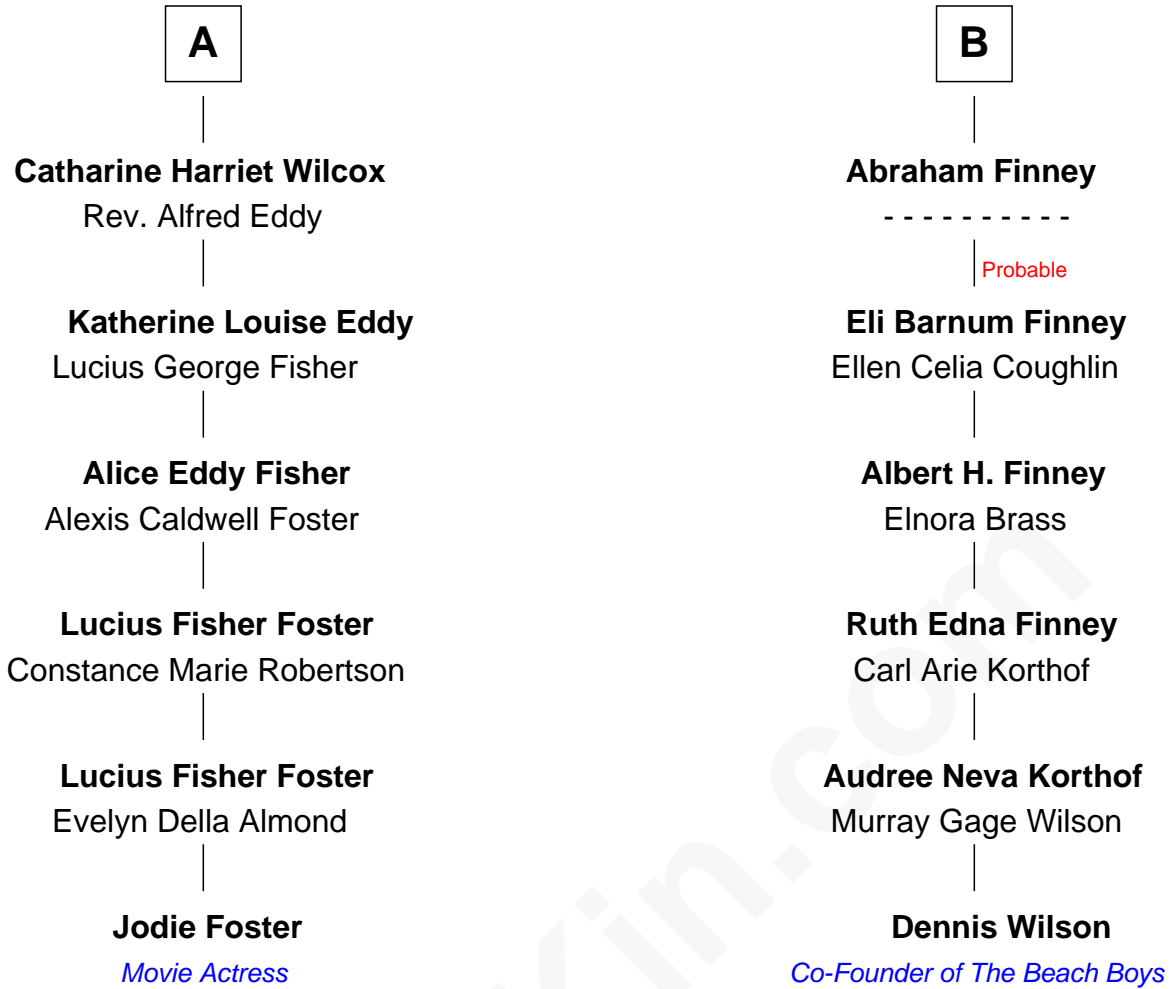 A
Catharine Harriet Wilcox
Rev. Alfred Eddy
Katherine Louise Eddy
Lucius George Fisher
Alice Eddy Fisher
Alexis Caldwell Foster
Lucius Fisher Foster
Constance Marie Robertson
Lucius Fisher Foster
Evelyn Della Almond
Jodie Foster
Movie Actress
B
Abraham Finney
- - - - - - - - - -
Probable
Eli Barnum Finney
Ellen Celia Coughlin
Albert H. Finney
Elnora Brass
Ruth Edna Finney
Carl Arie Korthof
Audree Neva Korthof
Murray Gage Wilson
Dennis Wilson
Co-Founder of The Beach Boys
Kin.com